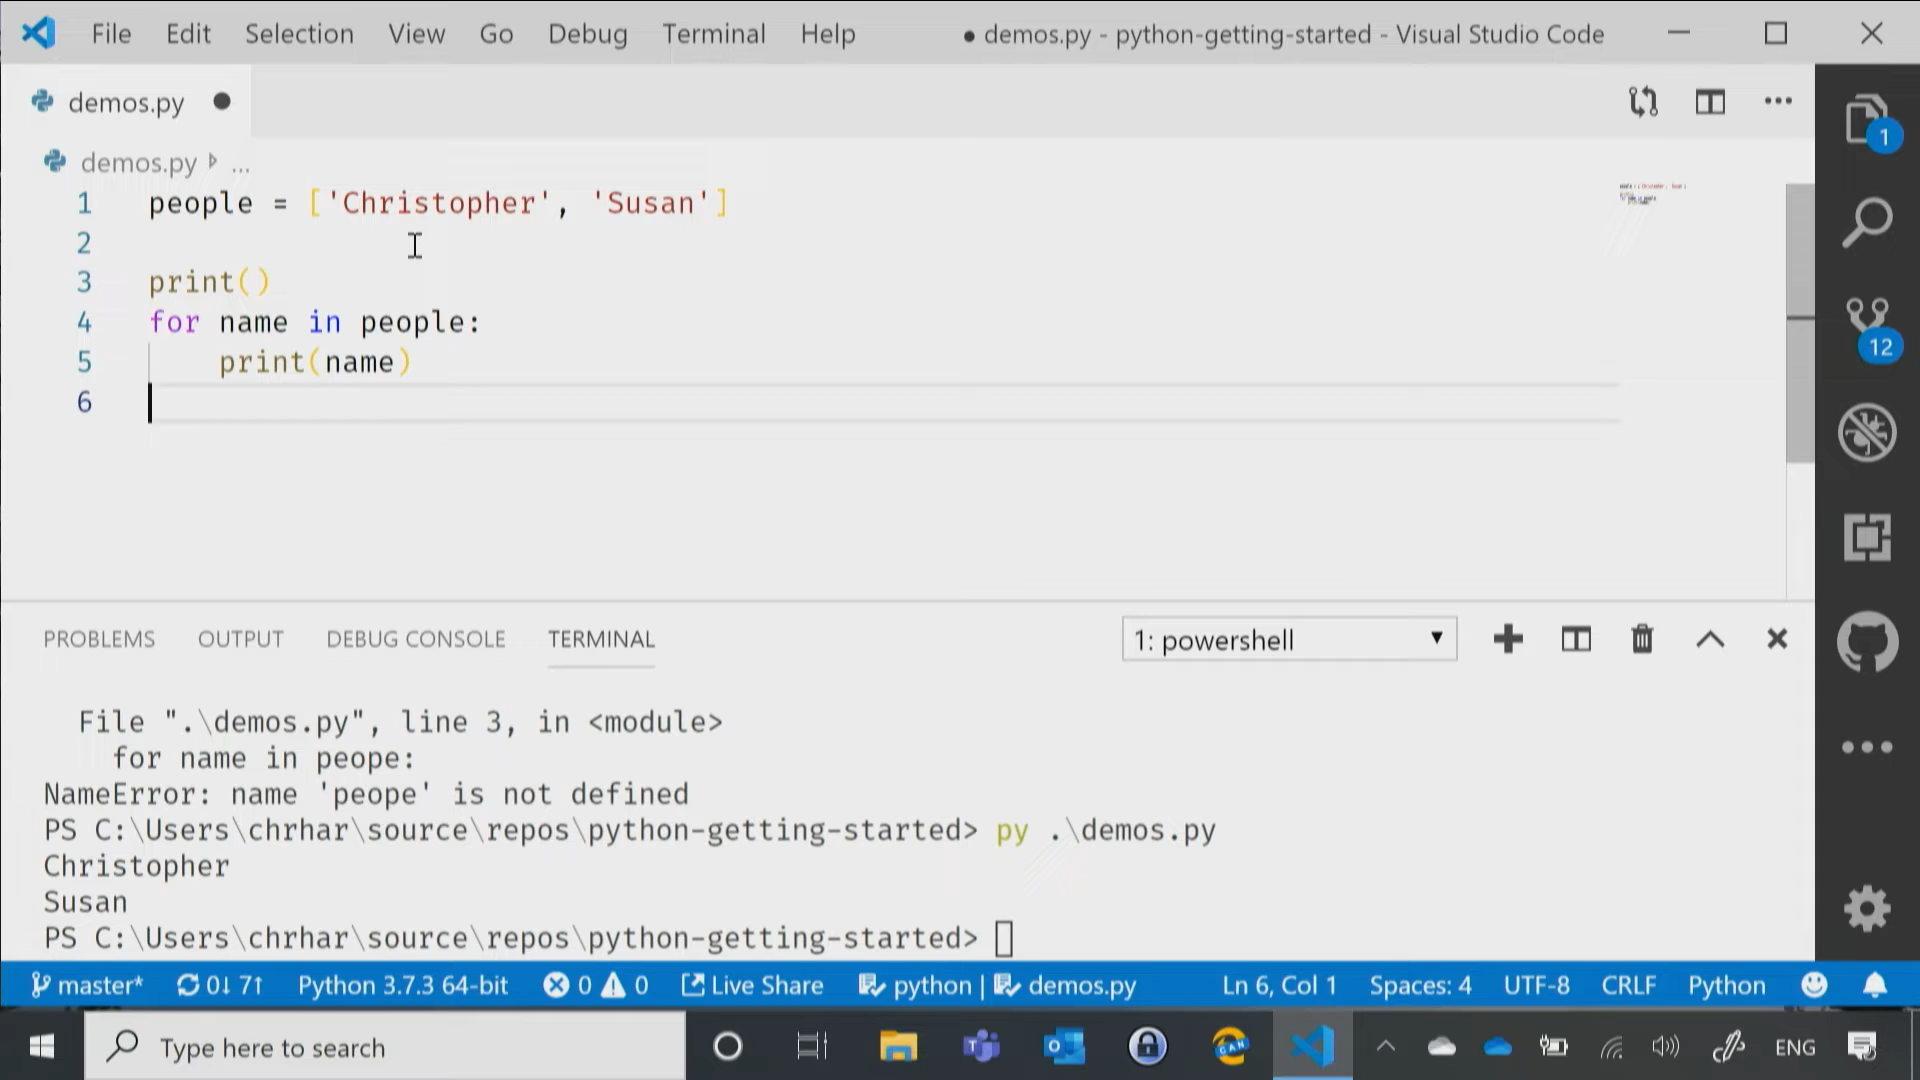 File Edit Selection View Go Debug Terminal Help ● demos.py - python-getting-started - Visual Studio Code
demos.py
demos.py ...
1
1 people = ['Christopher', 'Susan']
2
3 print()
4 for name in people:
5 print(name)
6
12
PROBLEMS OUTPUT DEBUG CONSOLE TERMINAL 1: powershell
File ".\demos.py", line 3, in <module>
for name in peope:
NameError: name 'peope' is not defined
PS C:\Users\chrhar\source\repos\python-getting-started> py .\demos.py
Christopher
Susan
PS C:\Users\chrhar\source\repos\python-getting-started>
master* 0↓ 7↑ Python 3.7.3 64-bit 0 0 Live Share python | demos.py Ln 6, Col 1 Spaces: 4 UTF-8 CRLF Python
Type here to search CAN ENG